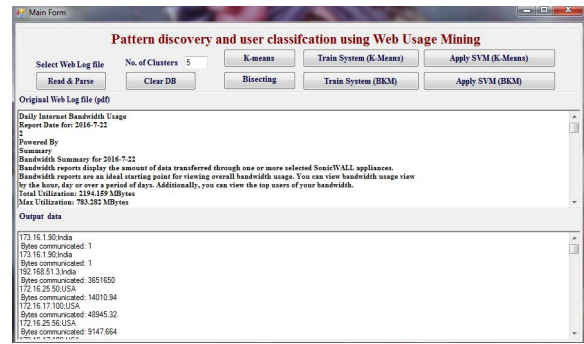 Main Form
Pattern discovery and user classifcation using Web Usage Mining
Select Web Log file
No. of Clusters 5
K-means
Train System (K-Means)
Apply SVM (K-Means)
Read & Parse
Clear DB
Bisecting
Train System (BKM)
Apply SVM (BKM)
Original Web Log file (pdf)
Daily Internet Bandwidth Usage
Report Date for: 2016-7-22
2
Powered By
Summary
Bandwidth Summary for 2016-7-22
Bandwidth reports display the amount of data transferred through one or more selected SonicWALL appliances.
Bandwidth reports are an ideal starting point for viewing overall bandwidth usage. You can view bandwidth usage view
by the hour, day or over a period of days. Additionally, you can view the top users of your bandwidth.
Total Utilization: 2194.159 MBytes
Max Utilization: 783.282 MBytes
Output data
173.16.1.90;India
Bytes communicated: 1
173.16.1.90;India
Bytes communicated: 1
192.168.51.3;India
Bytes communicated: 3651650
172.16.25.50;USA
Bytes communicated: 14010.94
172.16.17.100;USA
Bytes communicated: 48945.32
172.16.25.56;USA
Bytes communicated: 9147.664